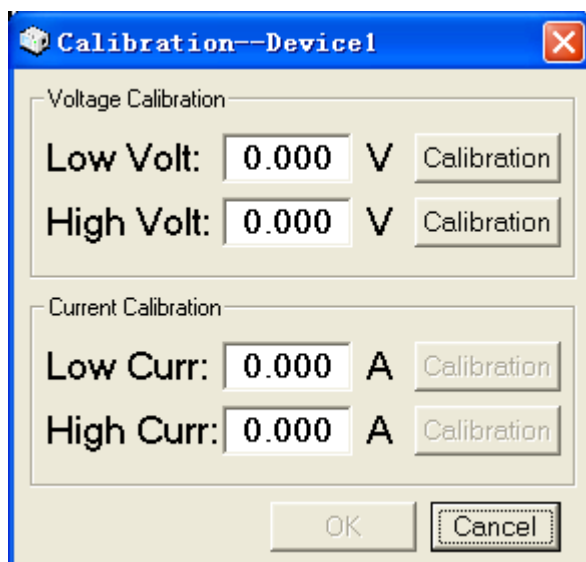 Calibration--Device1
Voltage Calibration
Low Volt: 0.000 V Calibration
High Volt: 0.000 V Calibration
Current Calibration
Low Curr: 0.000 A Calibration
High Curr: 0.000 A Calibration
OK Cancel